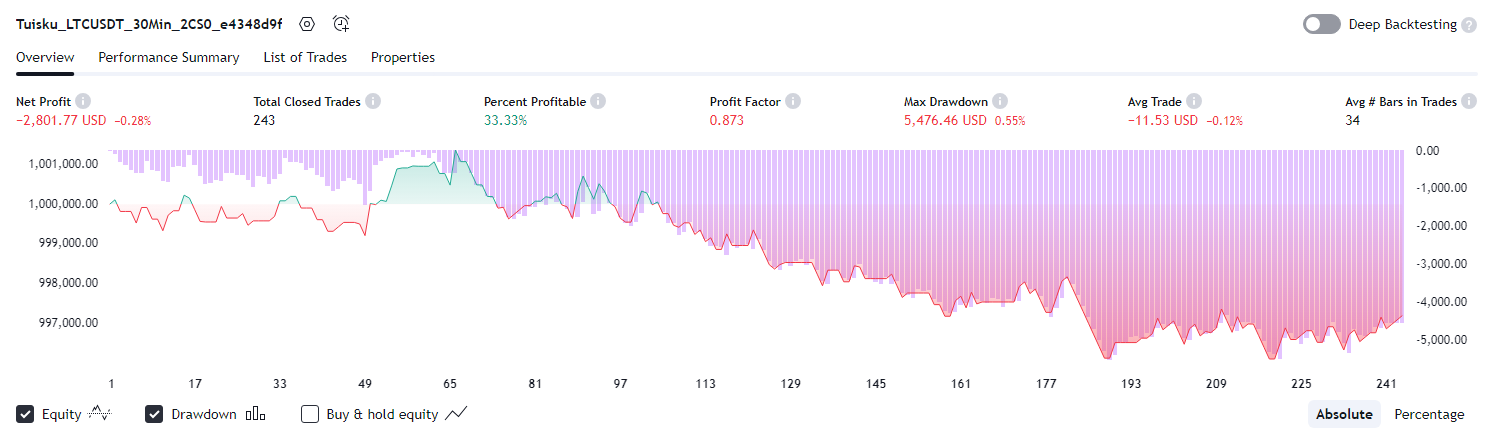 Tuisku_LTCUSDT_30Min_2CS0_e4348d9f Deep Backtesting ?
Overview Performance Summary List of Trades Properties
Net Profit Total Closed Trades Percent Profitable Profit Factor Max Drawdown Avg Trade Avg # Bars in Trades
−2,801.77 USD −0.28% 243 33.33% 0.873 5,476.46 USD 0.55% −11.53 USD −0.12% 34
1,001,000.00 0.00
1,000,000.00 -1,000.00
999,000.00 -2,000.00
998,000.00 -3,000.00
997,000.00 -4,000.00
-5,000.00
1 17 33 49 65 81 97 113 129 145 161 177 193 209 225 241
Equity Drawdown Buy & hold equity Absolute Percentage